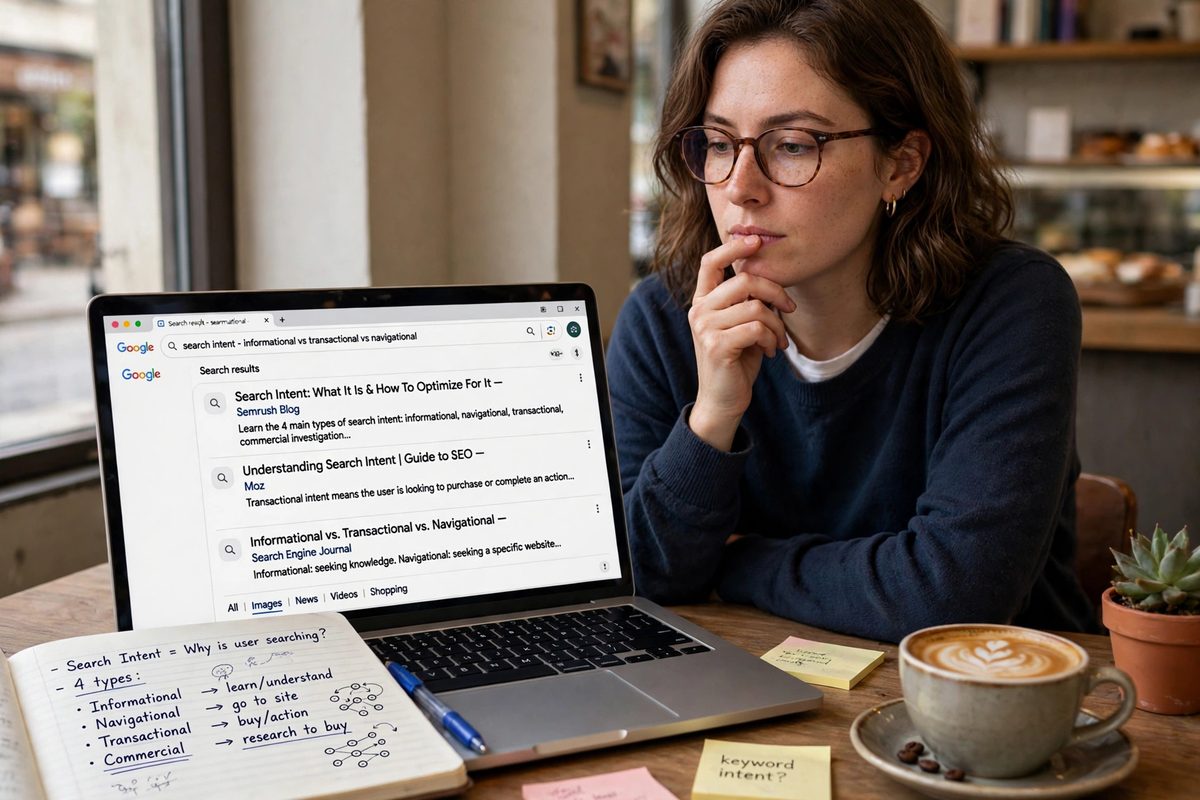 Google
search intent - informational vs transactional vs navigational
Google
Search results
Search Intent: What It Is & How To Optimize For It —
Semrush Blog
Learn the 4 main types of search intent: informational, navigational, transactional,
commercial investigation...
Understanding Search Intent | Guide to SEO —
Moz
Transactional intent means the user is looking to purchase or complete an action...
Informational vs. Transactional vs. Navigational —
Search Engine Journal
Informational: seeking knowledge. Navigational: seeking a specific website...
All | Images | News | Videos | Shopping
- Search Intent = Why is user searching?
- 4 types:
• Informational → learn/understand
• Navigational → go to site
• Transactional → buy/action
• Commercial → research to buy
keyword
intent?